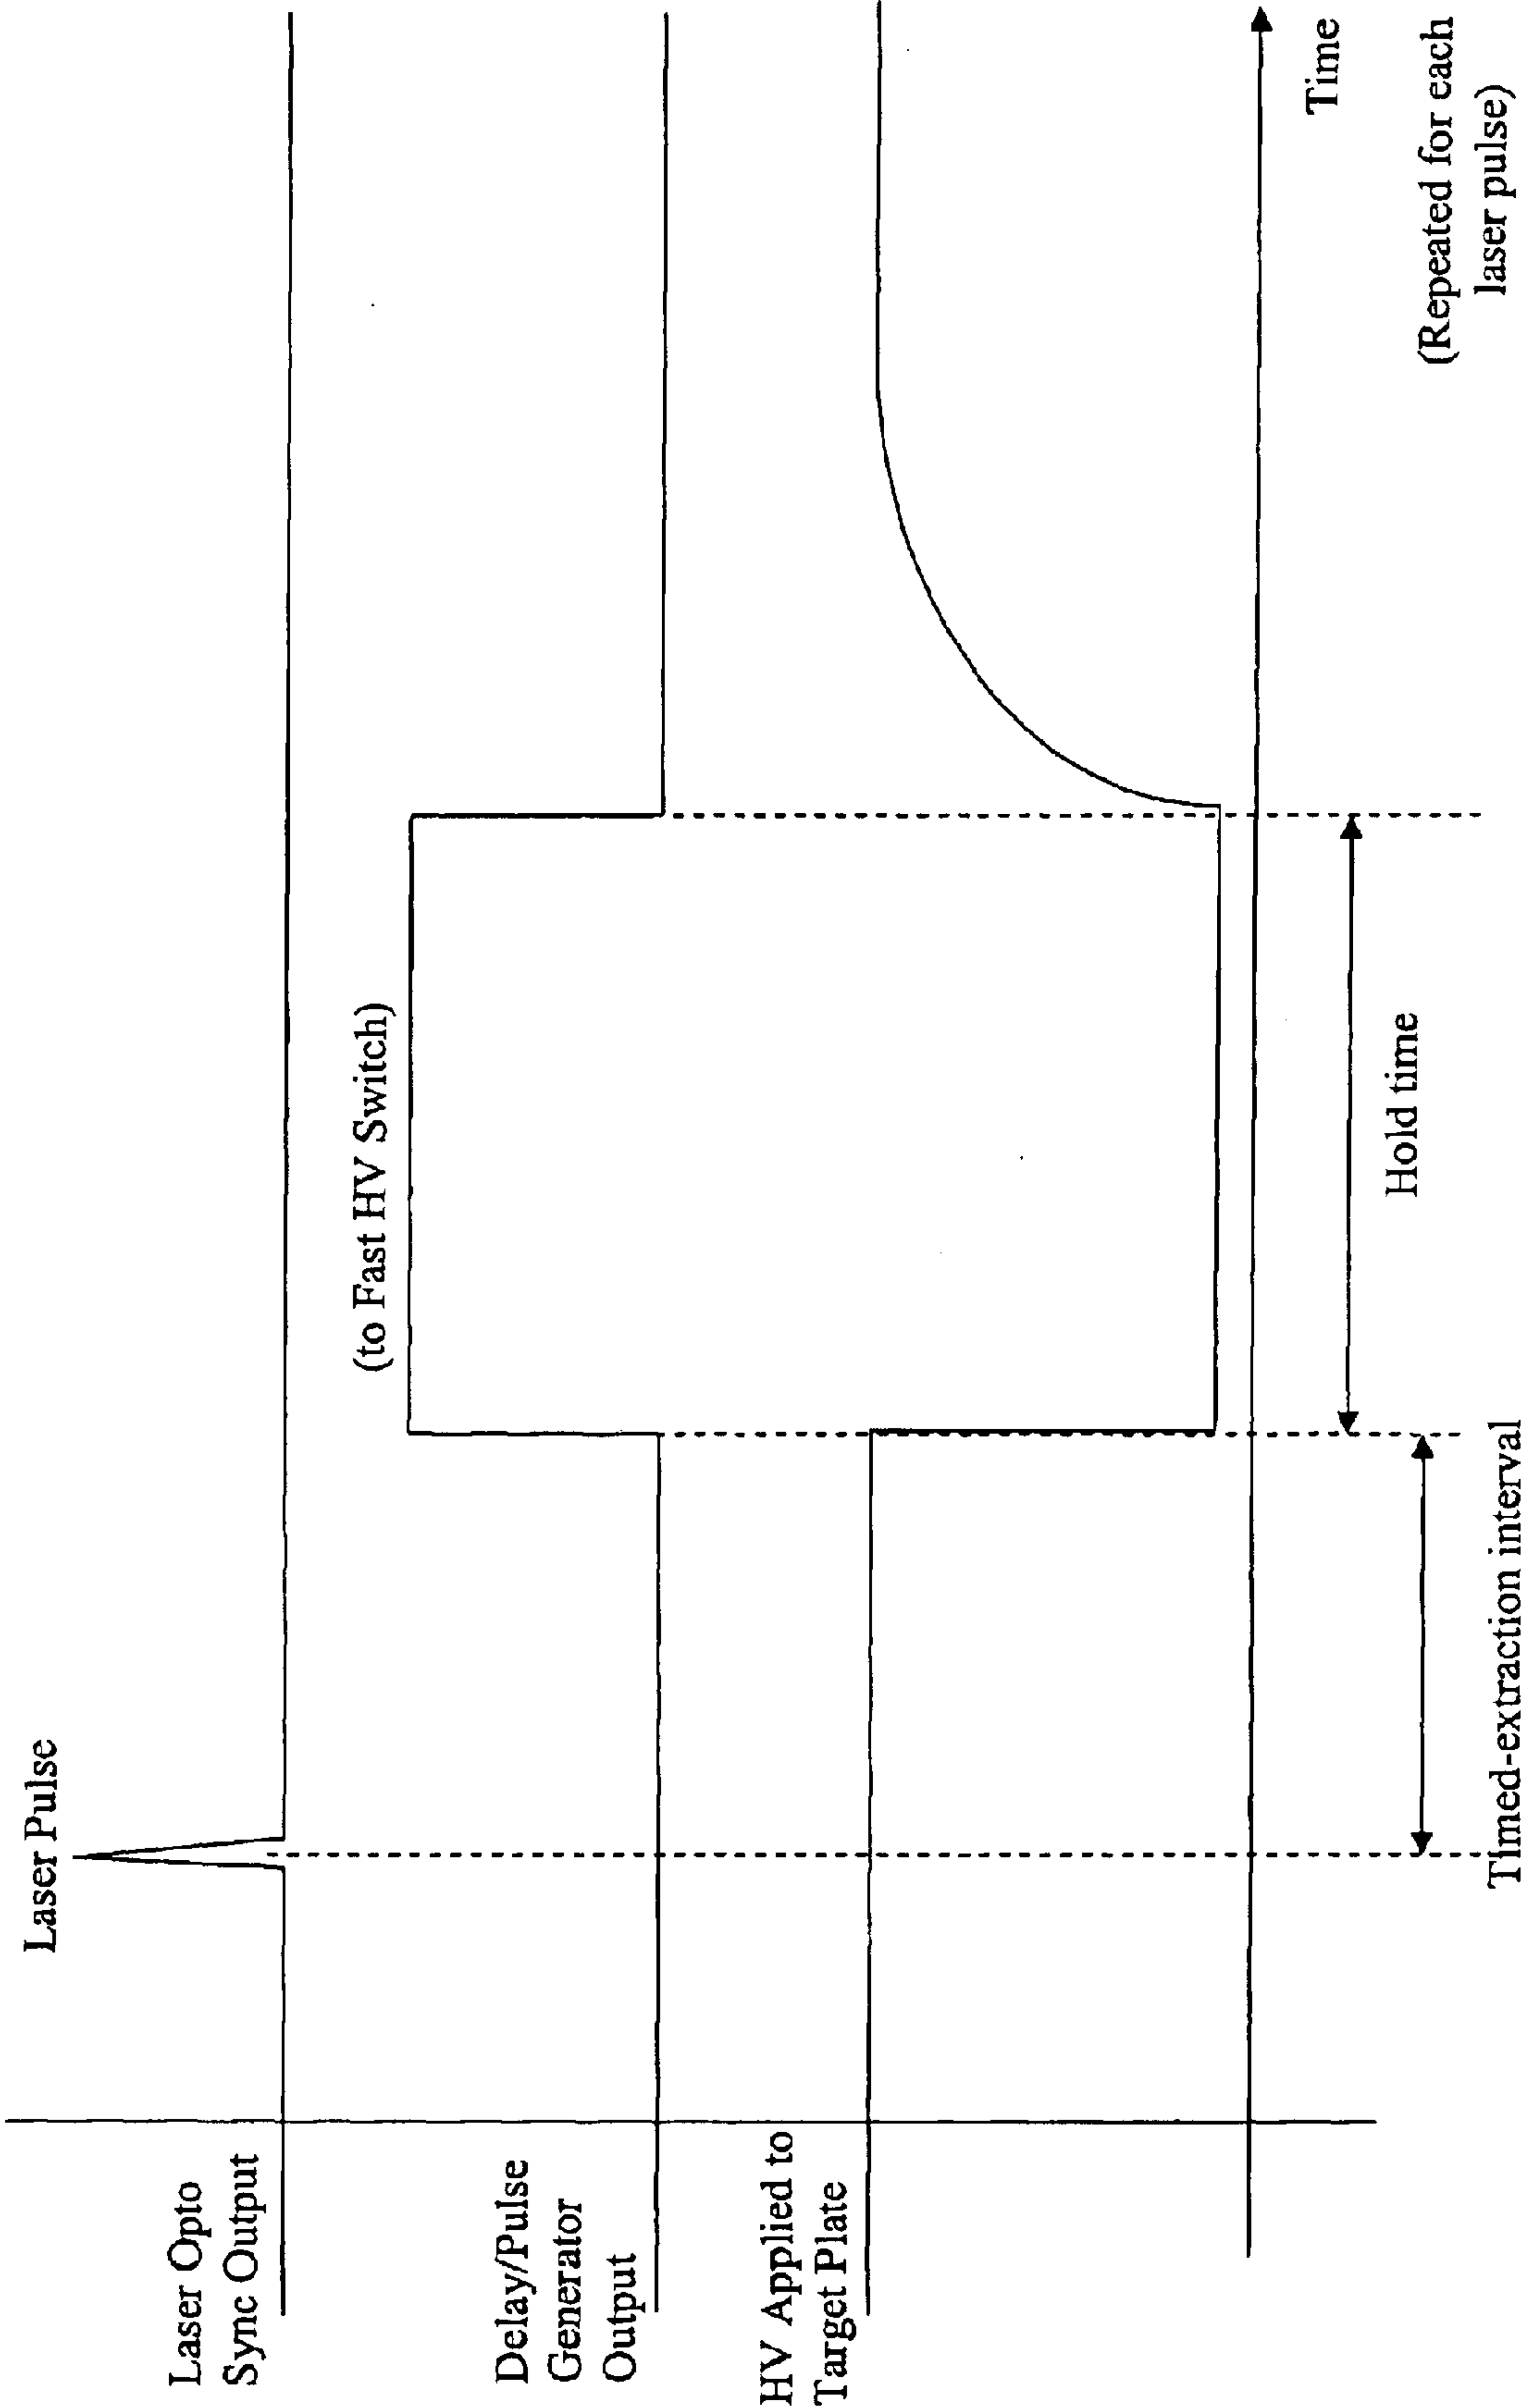 Laser Pulse
Laser Opto
Sync Output
(to Fast HV Switch)
Delay/Pulse
Generator
Output
HV Applied to
Target Plate
Time
Hold time
(Repeated for each
laser pulse)
Timed-extraction interval